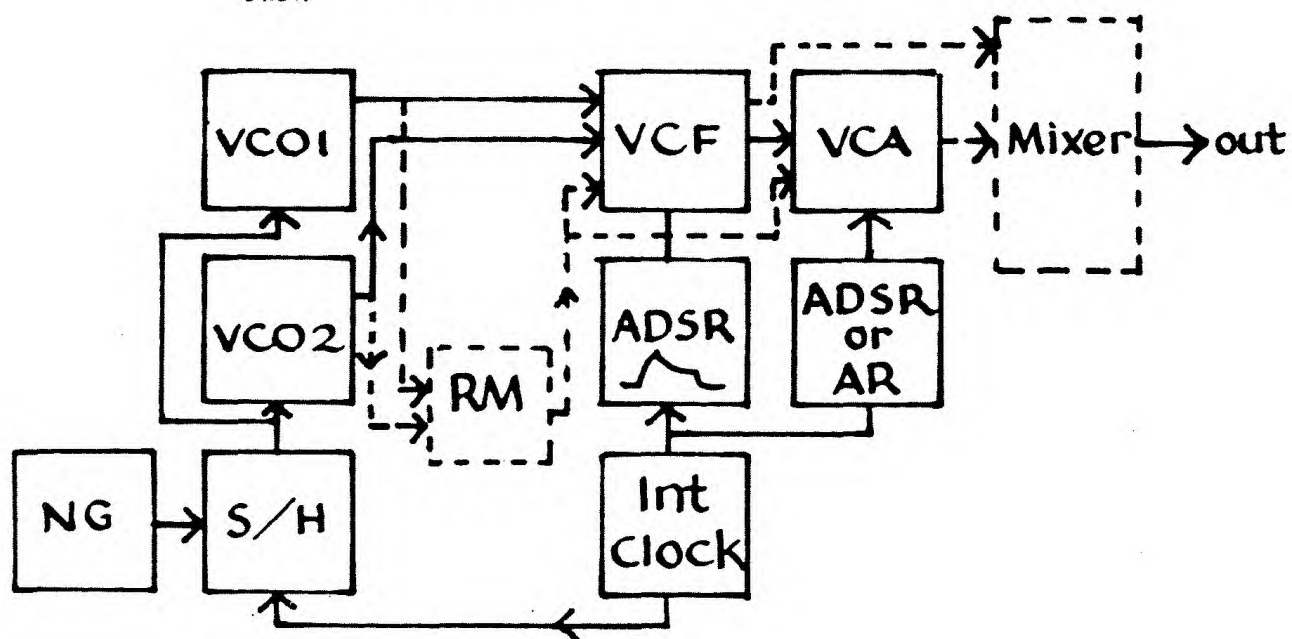 VCO1
VCF
VCA
Mixer
out
VCO2
RM
ADSR
ADSR
or
AR
NG
S/H
Int
Clock